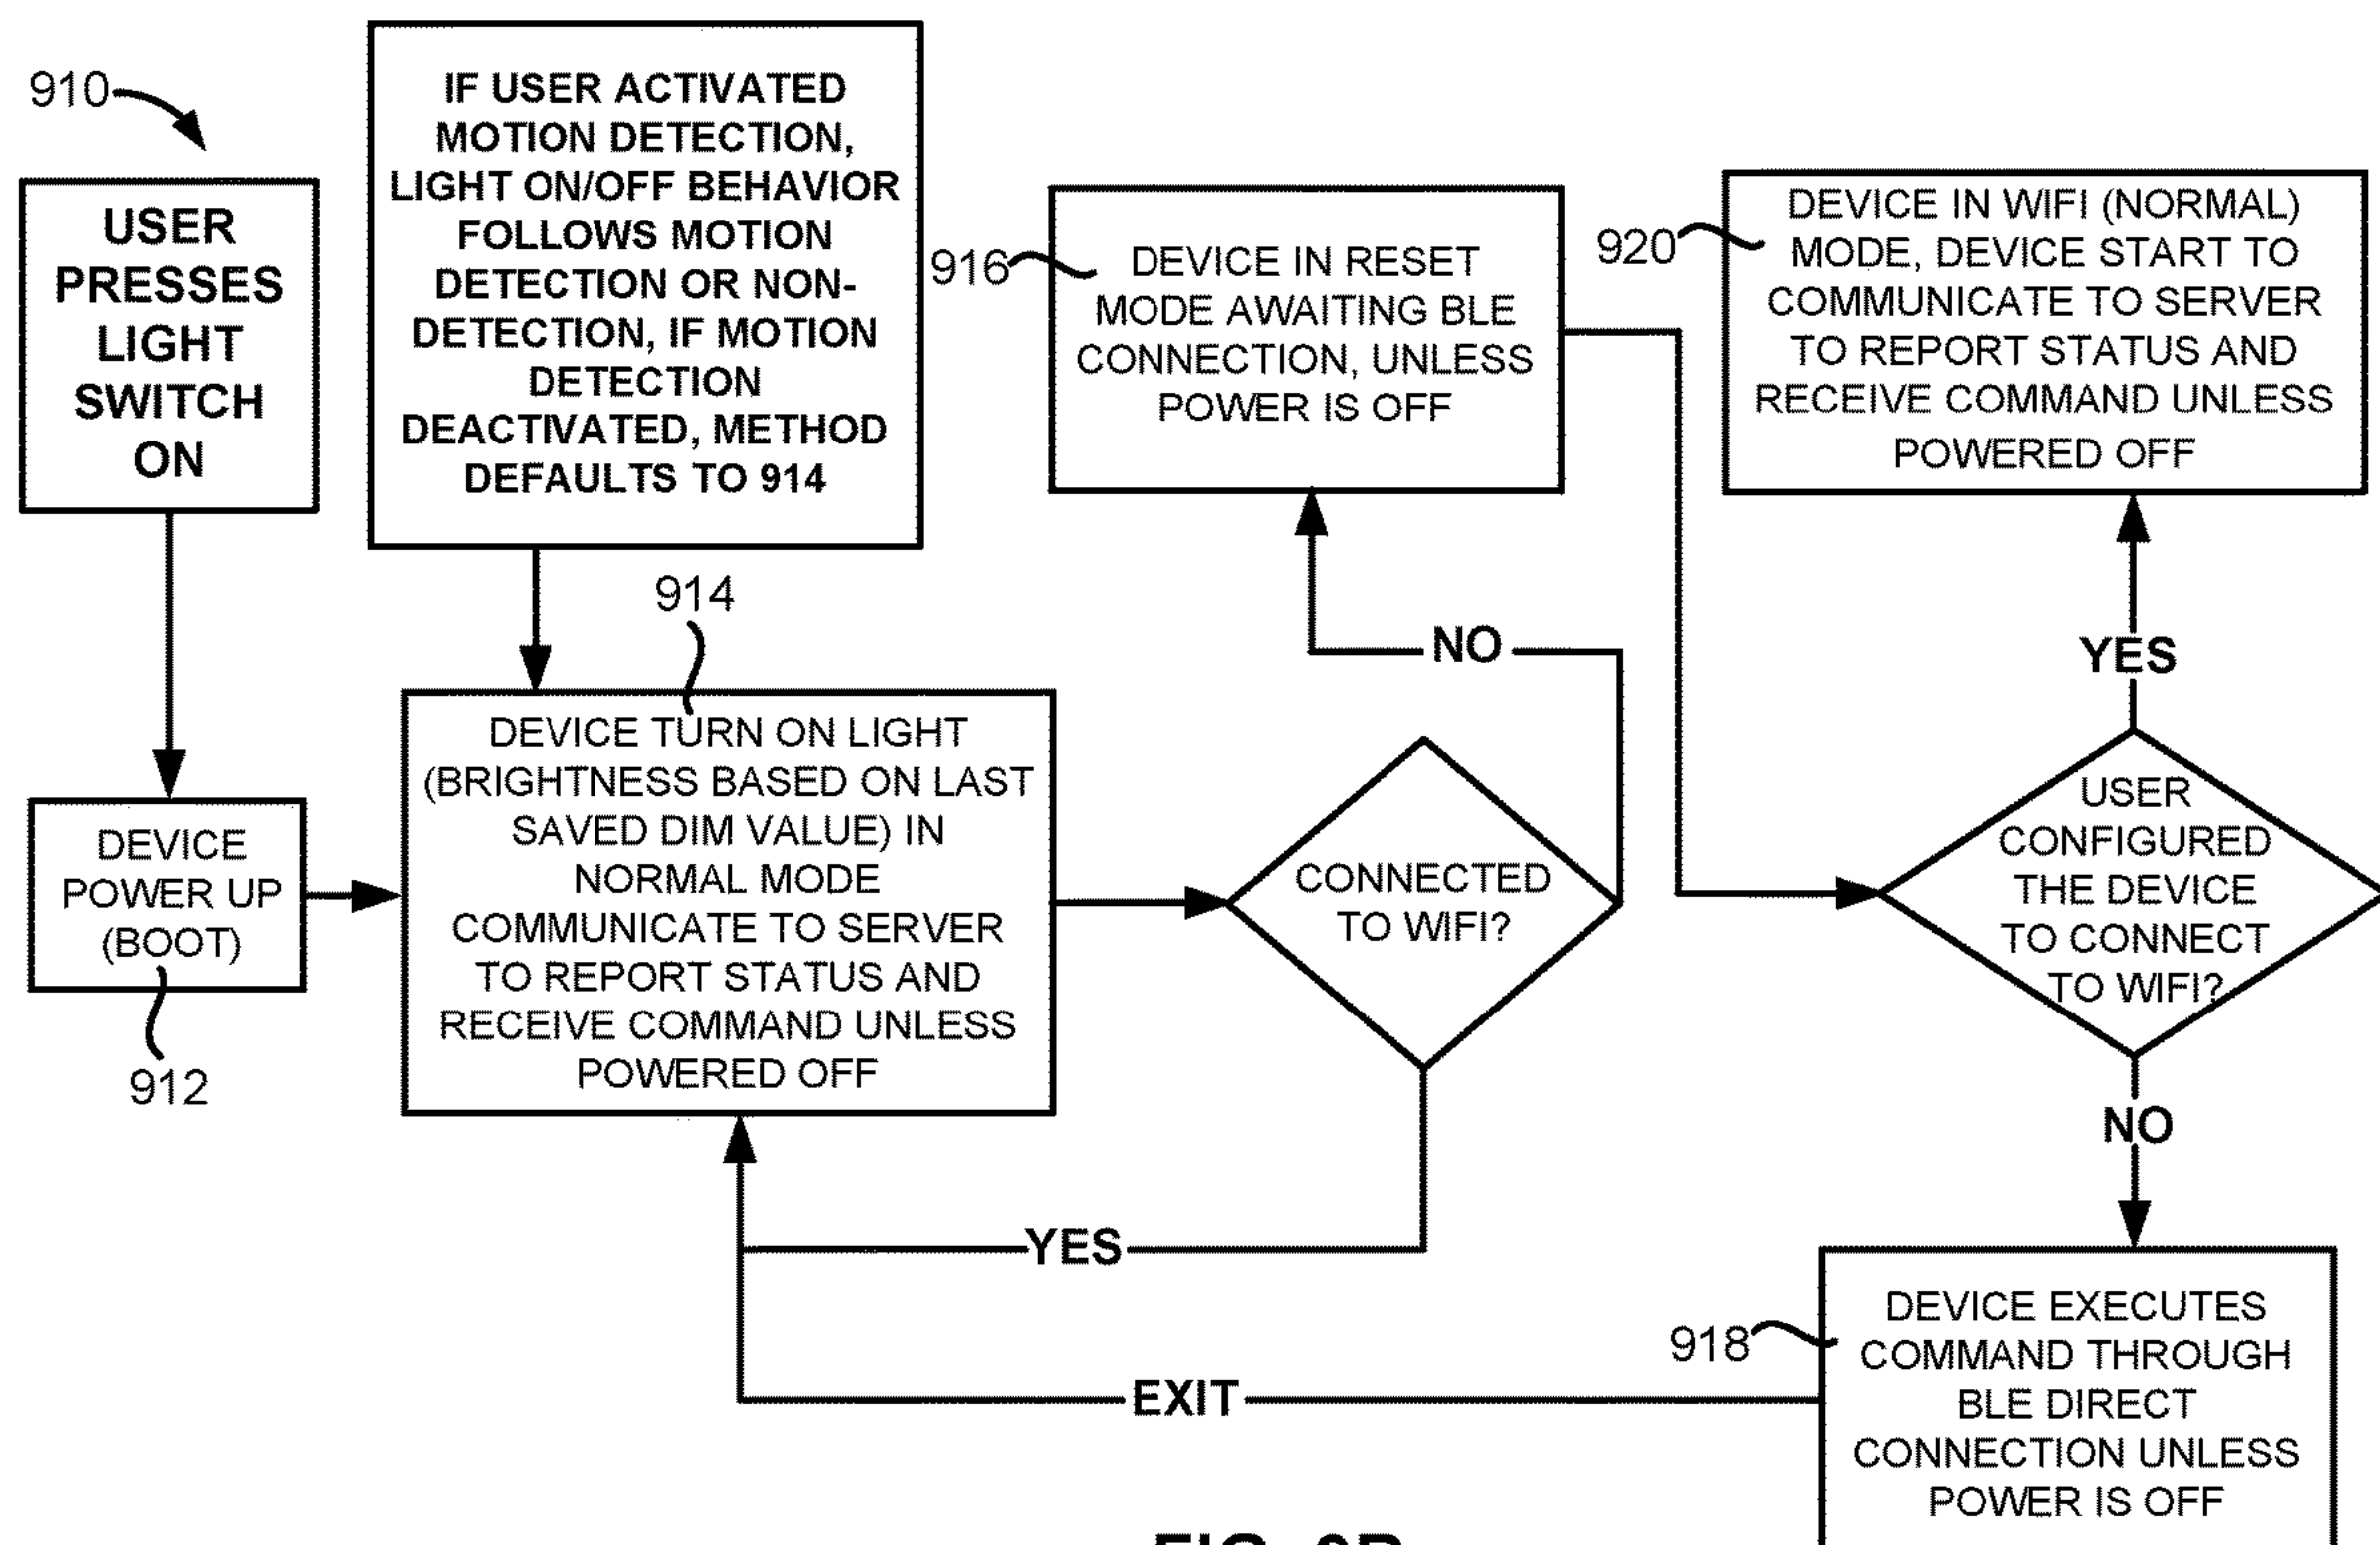 910
USER
PRESSES
LIGHT
SWITCH
ON
IF USER ACTIVATED
MOTION DETECTION,
LIGHT ON/OFF BEHAVIOR
FOLLOWS MOTION
DETECTION OR NON-
DETECTION, IF MOTION
DETECTION
DEACTIVATED, METHOD
DEFAULTS TO 914
916
DEVICE IN RESET
MODE AWAITING BLE
CONNECTION, UNLESS
POWER IS OFF
920
DEVICE IN WIFI (NORMAL)
MODE, DEVICE START TO
COMMUNICATE TO SERVER
TO REPORT STATUS AND
RECEIVE COMMAND UNLESS
POWERED OFF
914
NO
YES
DEVICE
POWER UP
(BOOT)
912
DEVICE TURN ON LIGHT
(BRIGHTNESS BASED ON LAST
SAVED DIM VALUE) IN
NORMAL MODE
COMMUNICATE TO SERVER
TO REPORT STATUS AND
RECEIVE COMMAND UNLESS
POWERED OFF
CONNECTED
TO WIFI?
USER
CONFIGURED
THE DEVICE
TO CONNECT
TO WIFI?
NO
YES
EXIT
918
DEVICE EXECUTES
COMMAND THROUGH
BLE DIRECT
CONNECTION UNLESS
POWER IS OFF